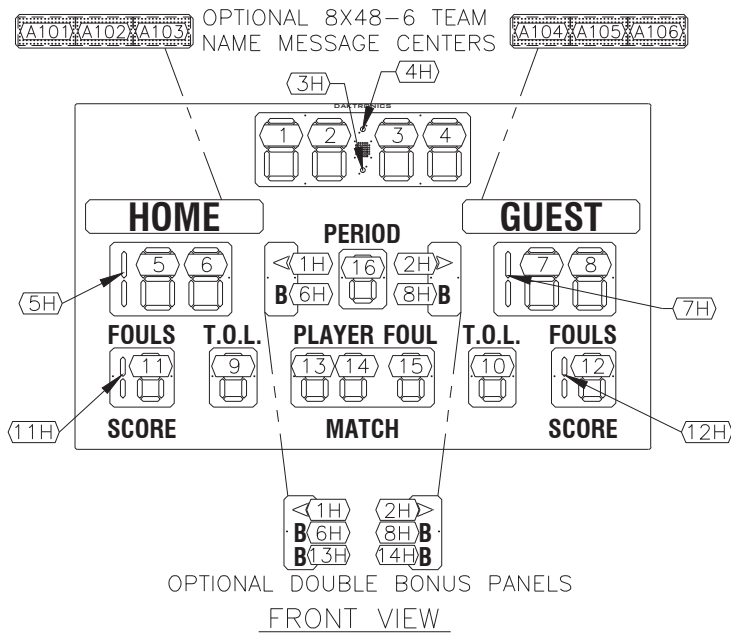 OPTIONAL 8X48-6 TEAM
A101 A102 A103 NAME MESSAGE CENTERS A104 A105 A106
3H 4H
DAKTRONICS
1 2 3 4
HOME GUEST
PERIOD
5 6 < 1H 16 2H > 7 8
5H B 6H 8H B 7H
FOULS T.O.L. PLAYER FOUL T.O.L. FOULS
11 9 13 14 15 10 12
11H SCORE MATCH SCORE 12H
< 1H 2H >
B 6H 8H B
B 13H 14H B
OPTIONAL DOUBLE BONUS PANELS
FRONT VIEW